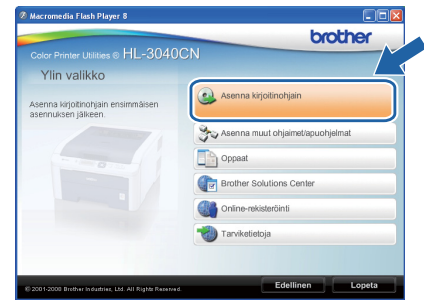 Macromedia Flash Player 8
brother
Color Printer Utilities ® HL-3040CN
Ylin valikko
Asenna kirjoitinohjain ensimmäisen
asennuksen jälkeen.
Asenna kirjoitinohjain
Asenna muut ohjaimet/apuohjelmat
Oppaat
Brother Solutions Center
Online-rekisteröinti
Tarviketietoja
© 2001-2008 Brother Industries, Ltd. All Rights Reserved.
Edellinen
Lopeta